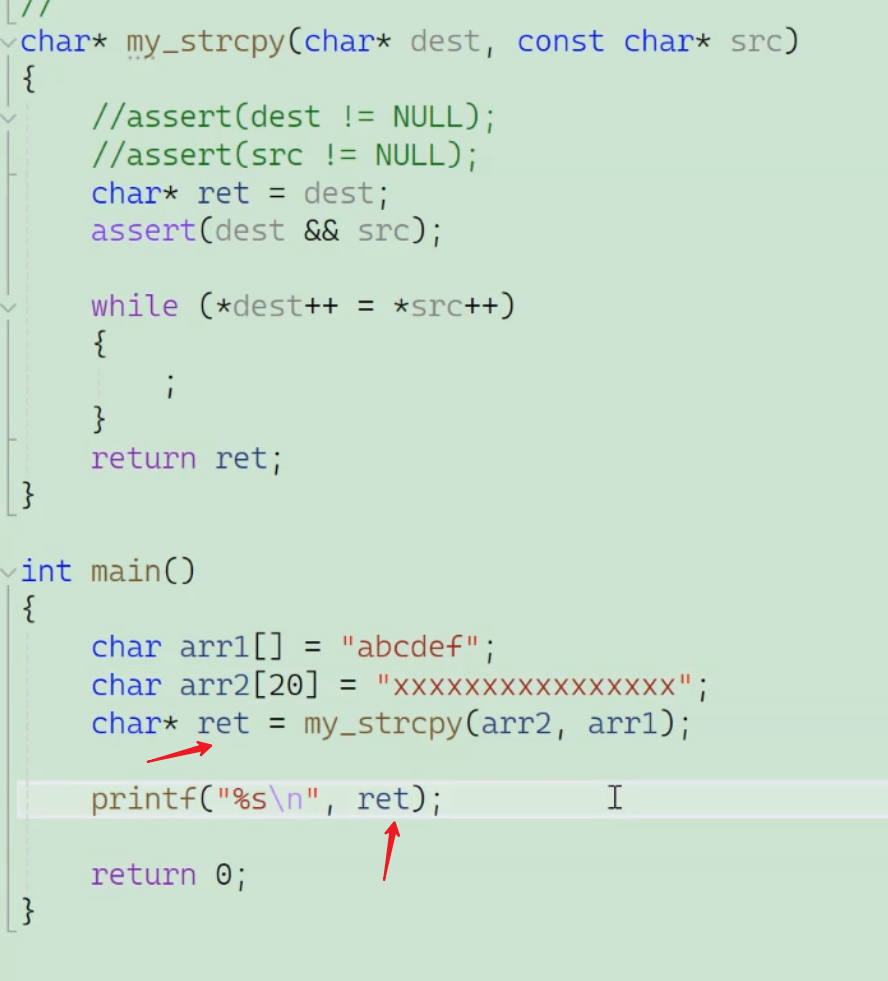 //
char* my_strcpy(char* dest, const char* src)
{
//assert(dest != NULL);
//assert(src != NULL);
char* ret = dest;
assert(dest && src);
while (*dest++ = *src++)
{
;
}
return ret;
}
int main()
{
char arr1[] = "abcdef";
char arr2[20] = "xxxxxxxxxxxxxxxx";
char* ret = my_strcpy(arr2, arr1);
printf("%s\n", ret);
return 0;
}